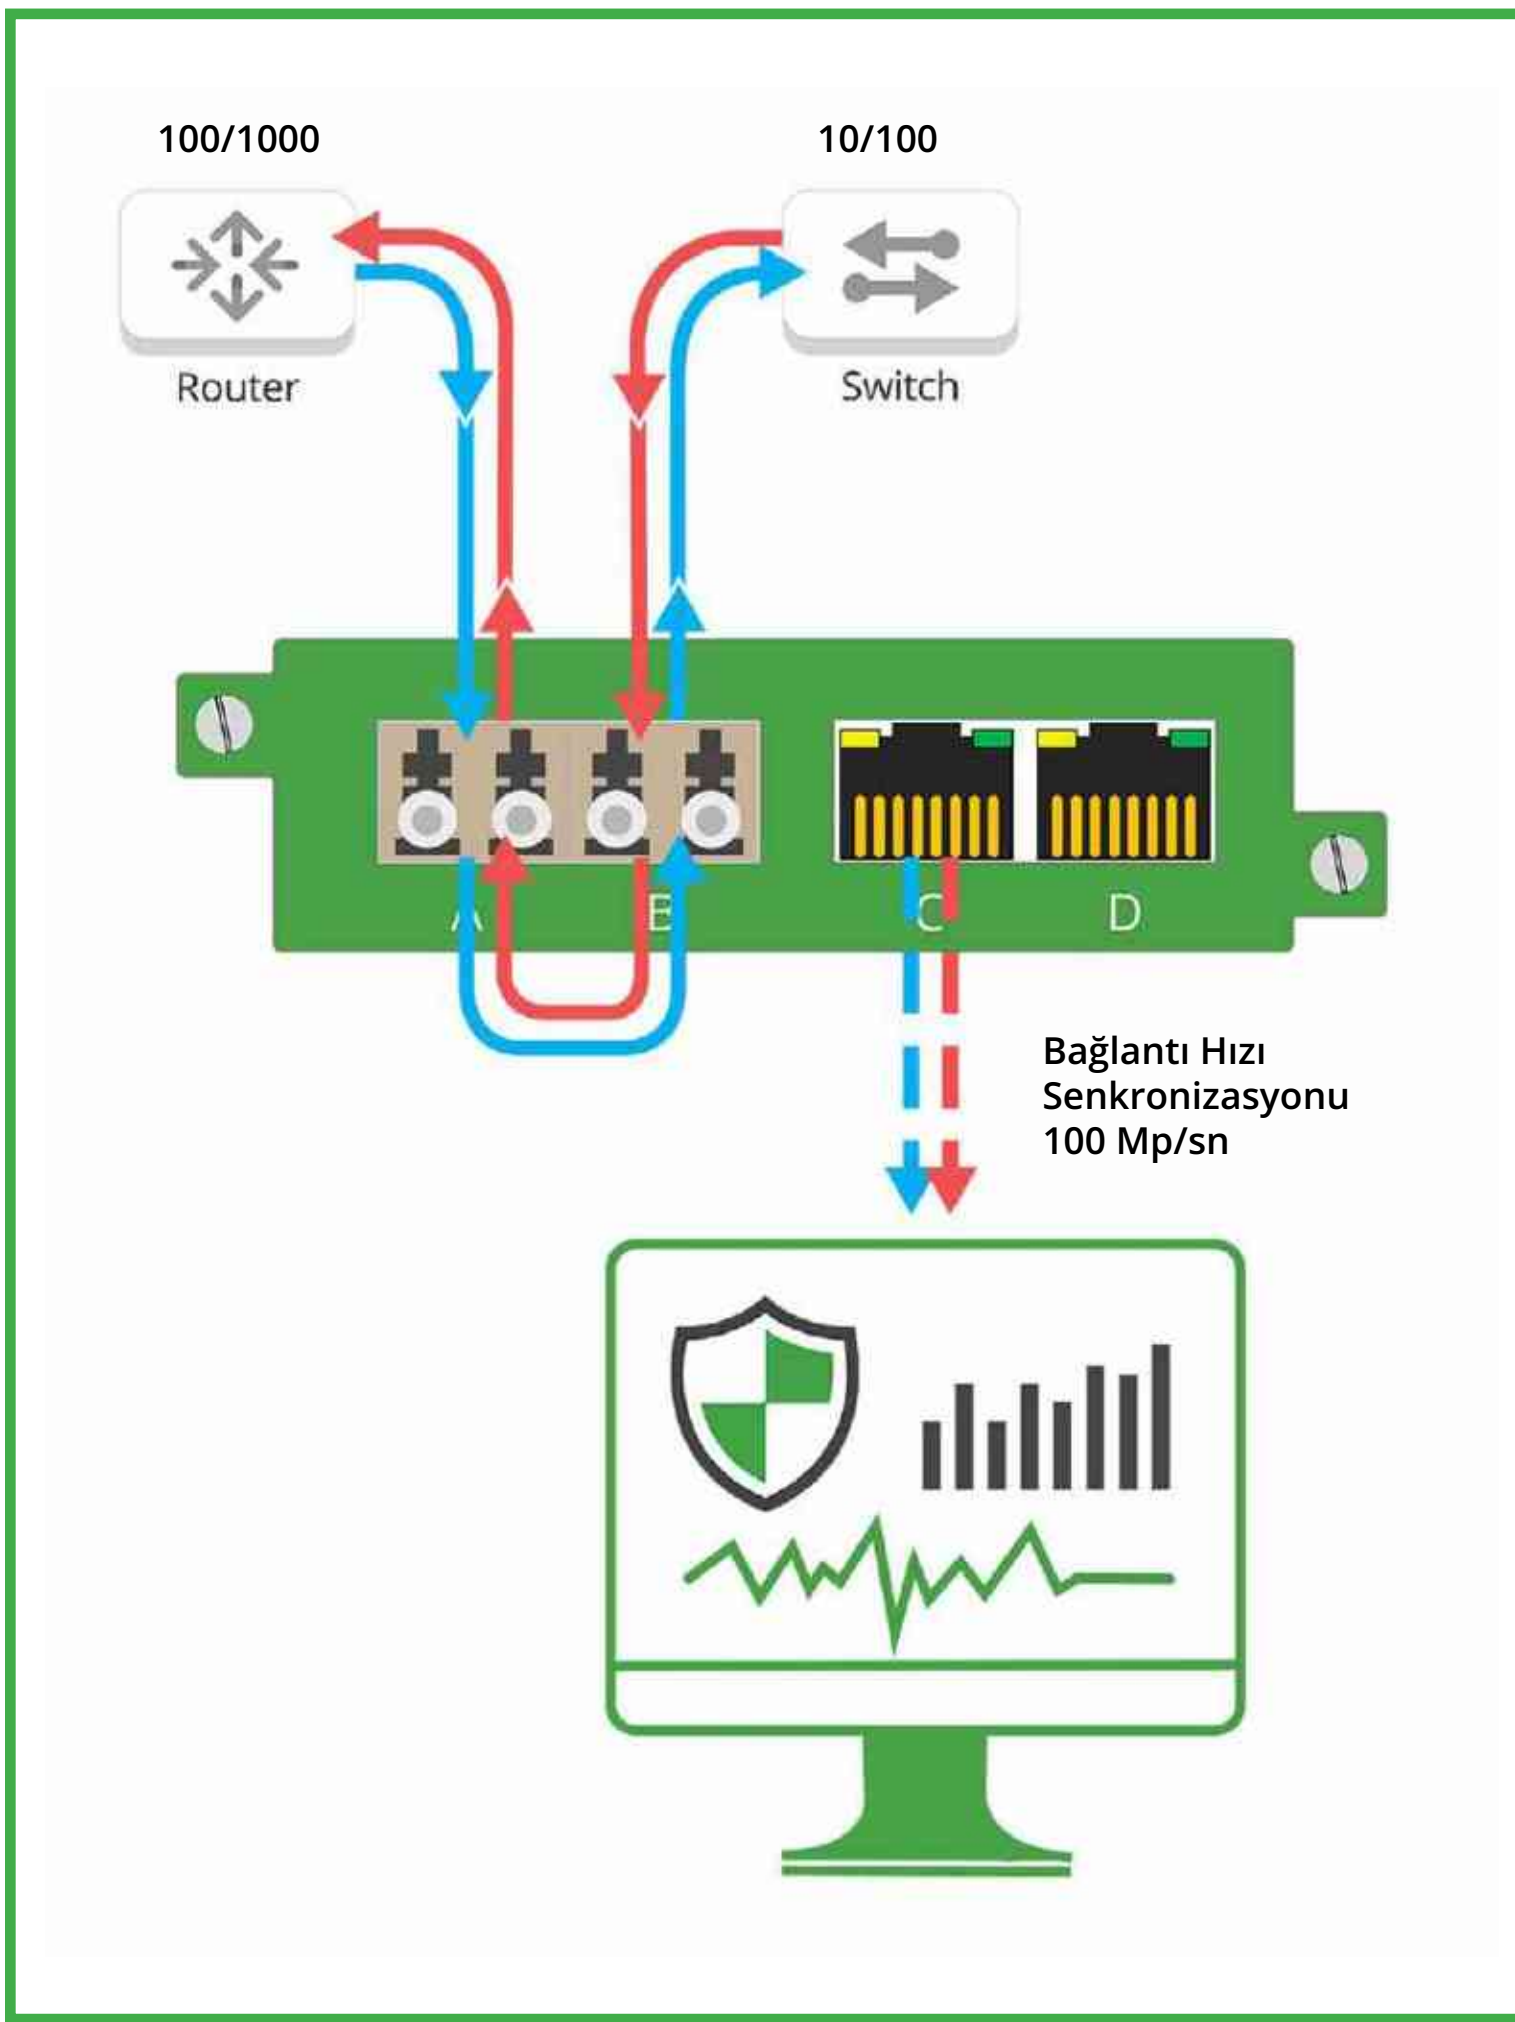 100/1000
10/100
Router
Switch
A
B
C
D
Bağlantı Hızı
Senkronizasyonu
100 Mp/sn